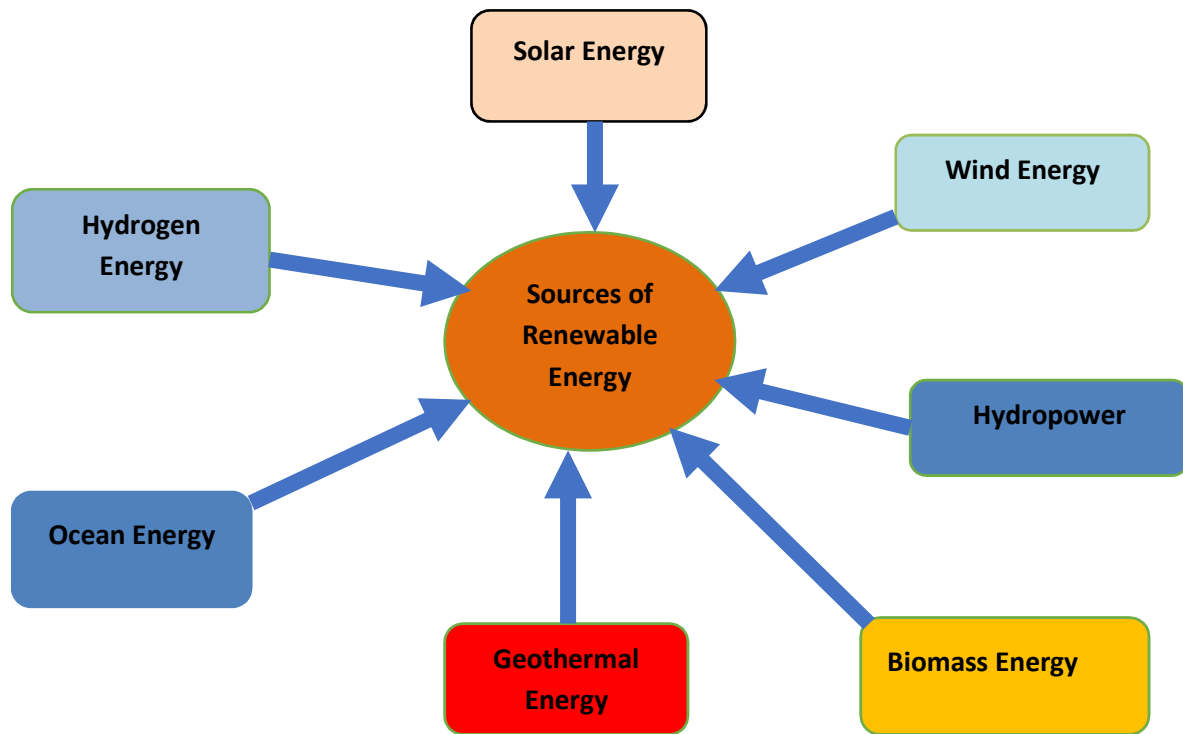 Solar Energy
Wind Energy
Hydrogen
Energy
Sources of
Renewable
Energy
Hydropower
Ocean Energy
Geothermal
Energy
Biomass Energy